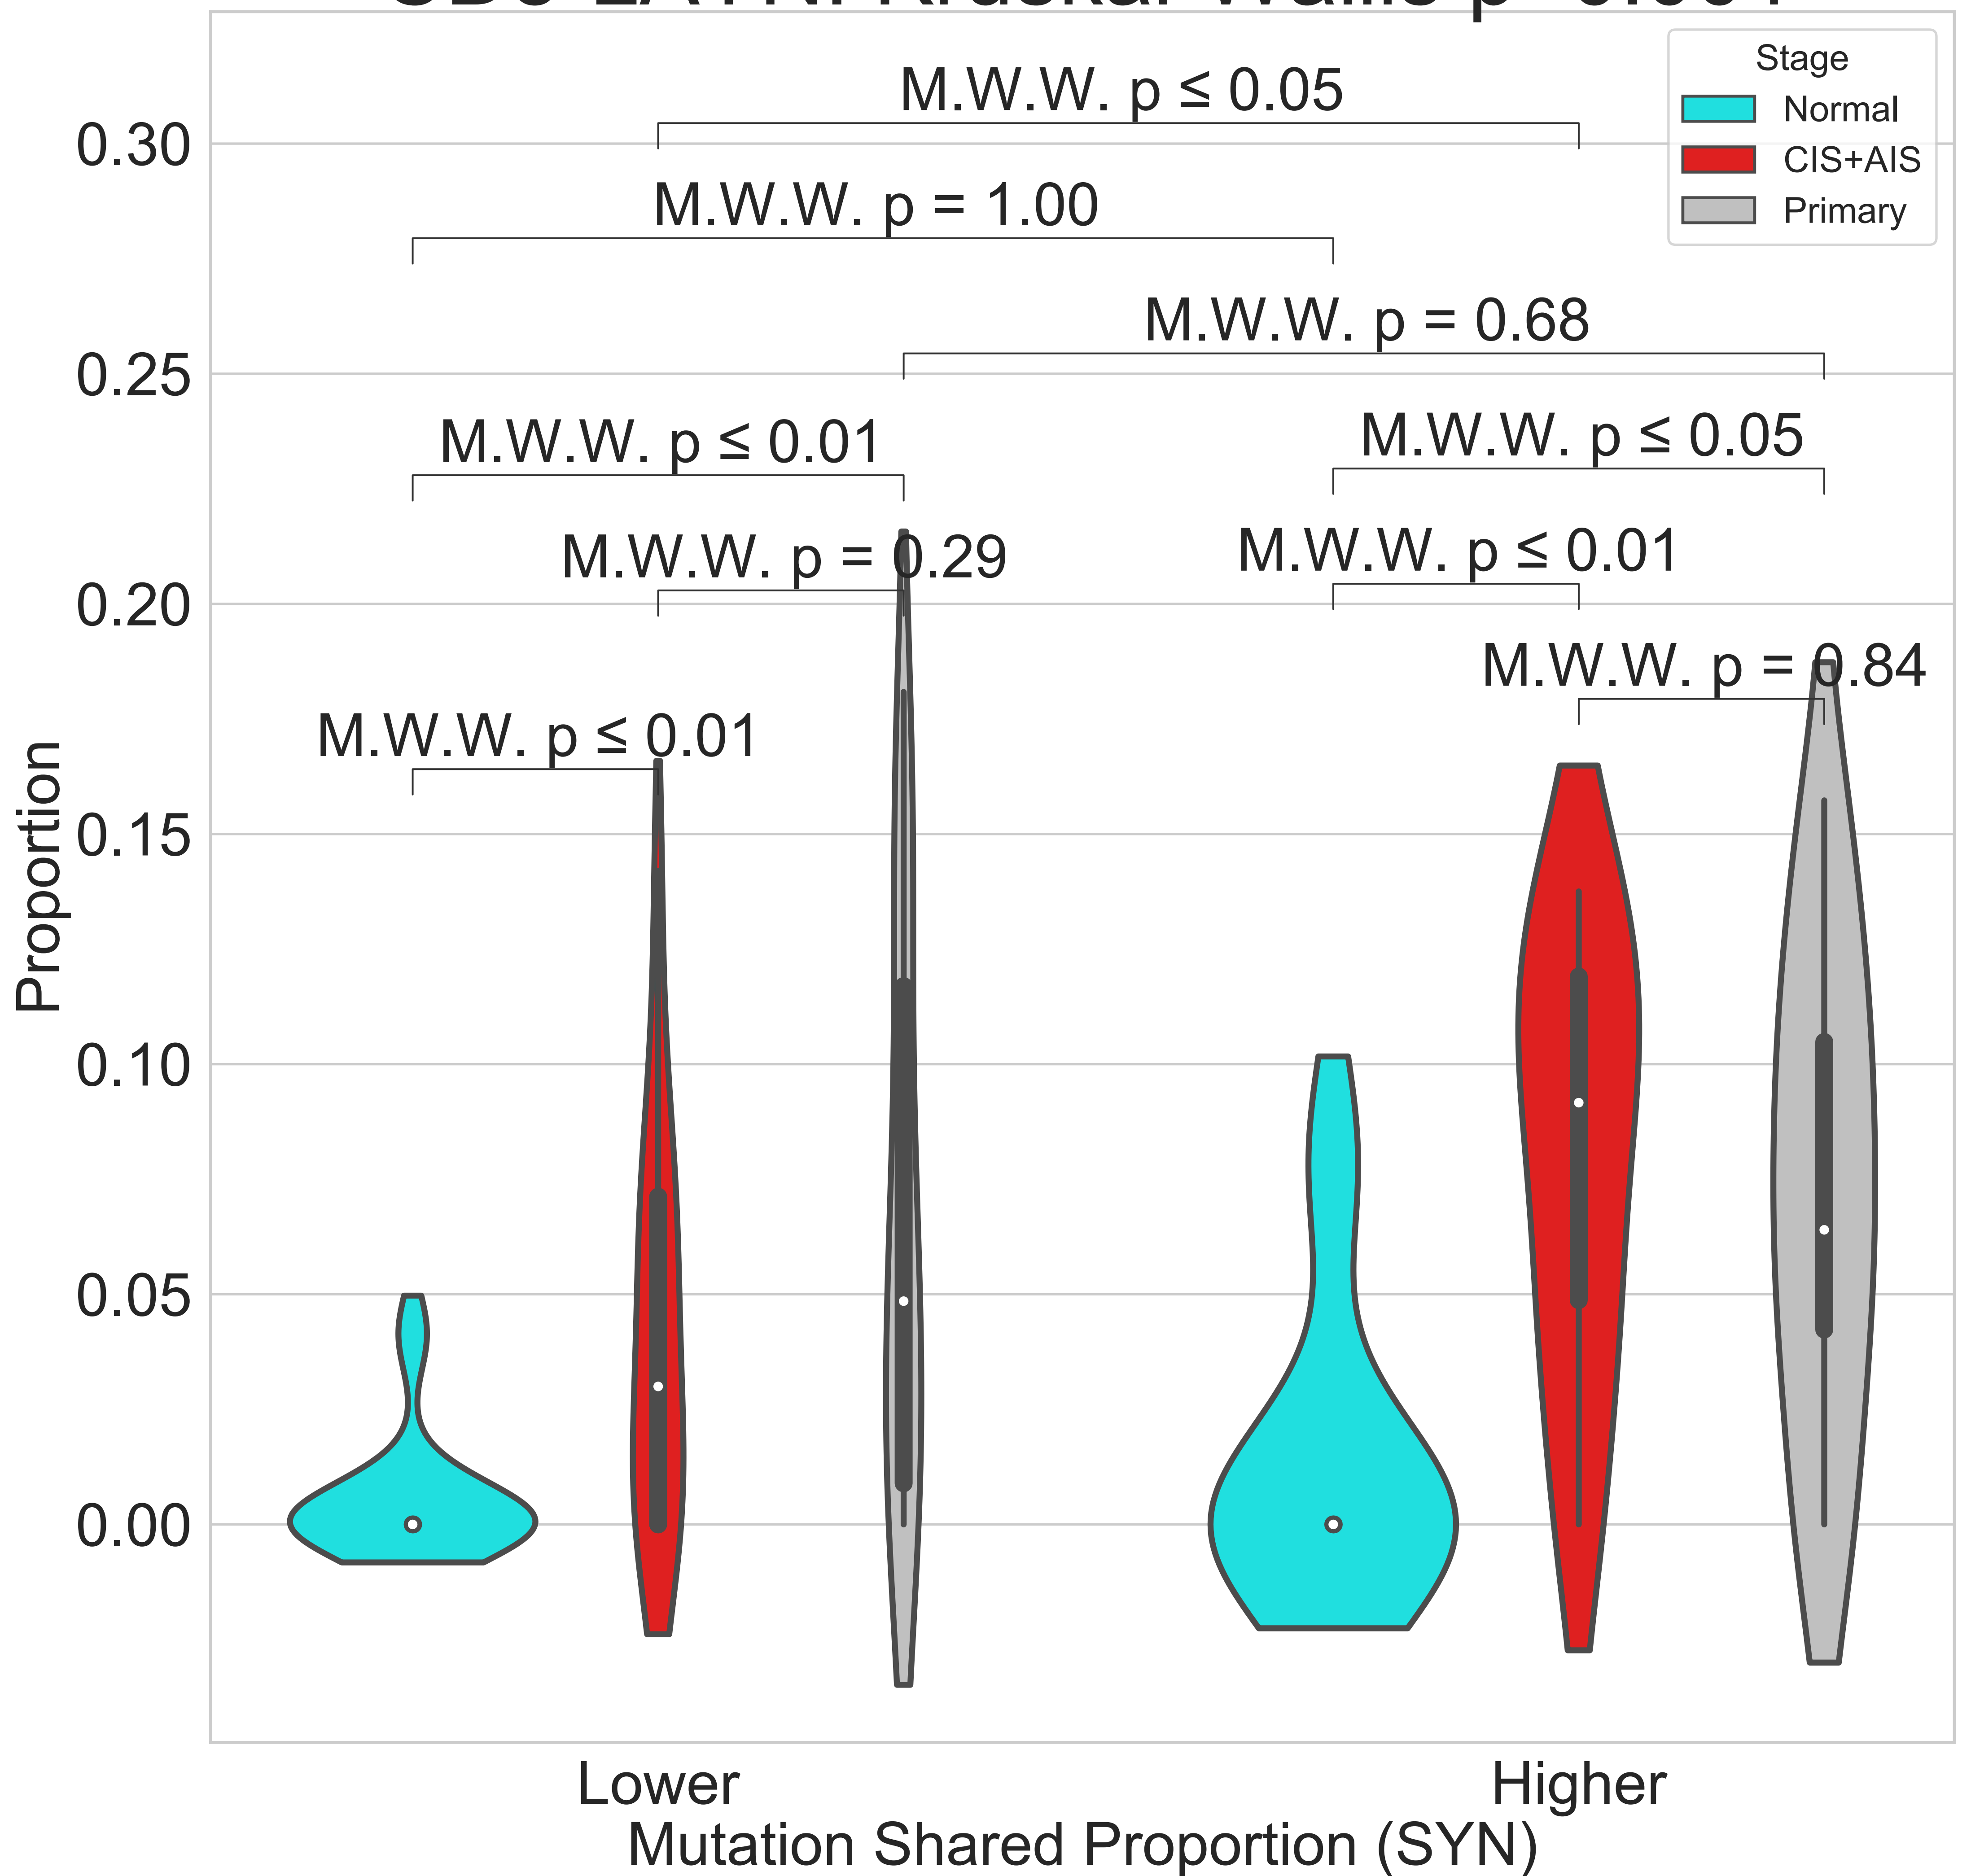 Stage
Normal
CIS+AIS
Primary
M.W.W. p ≤ 0.05
M.W.W. p = 1.00
M.W.W. p = 0.68
M.W.W. p ≤ 0.01
M.W.W. p ≤ 0.05
M.W.W. p = 0.29
M.W.W. p ≤ 0.01
M.W.W. p = 0.84
M.W.W. p ≤ 0.01
0.30
0.25
0.20
0.15
0.10
0.05
0.00
Proportion
Lower
Higher
Mutation Shared Proportion (SYN)